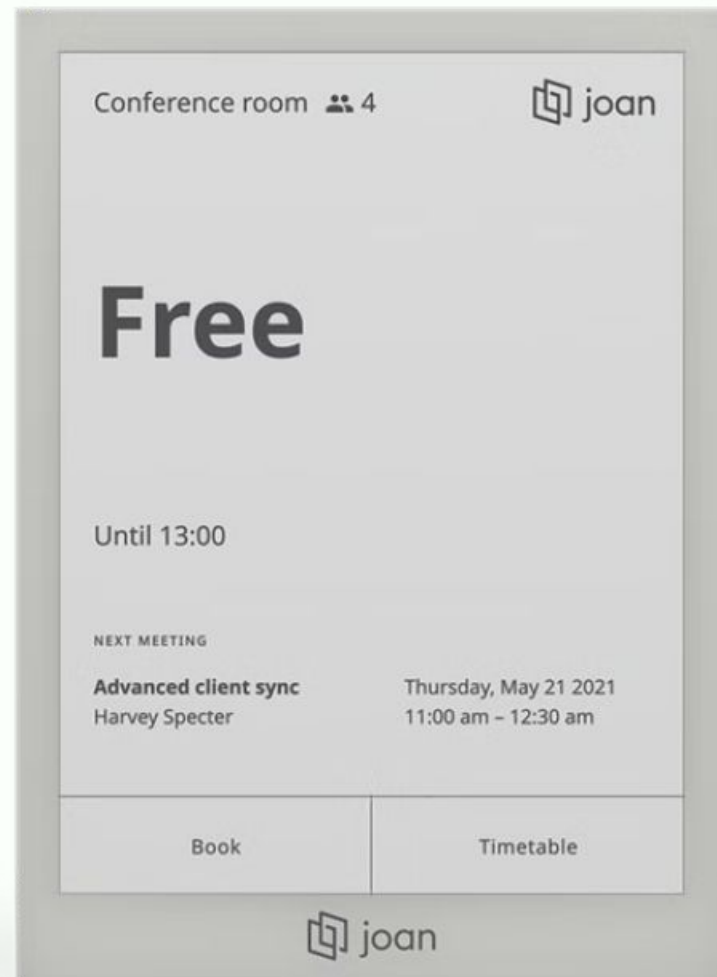 Conference room 4 joan
Free
Until 13:00
NEXT MEETING
Advanced client sync Thursday, May 21 2021
Harvey Specter 11:00 am – 12:30 am
Book Timetable
joan